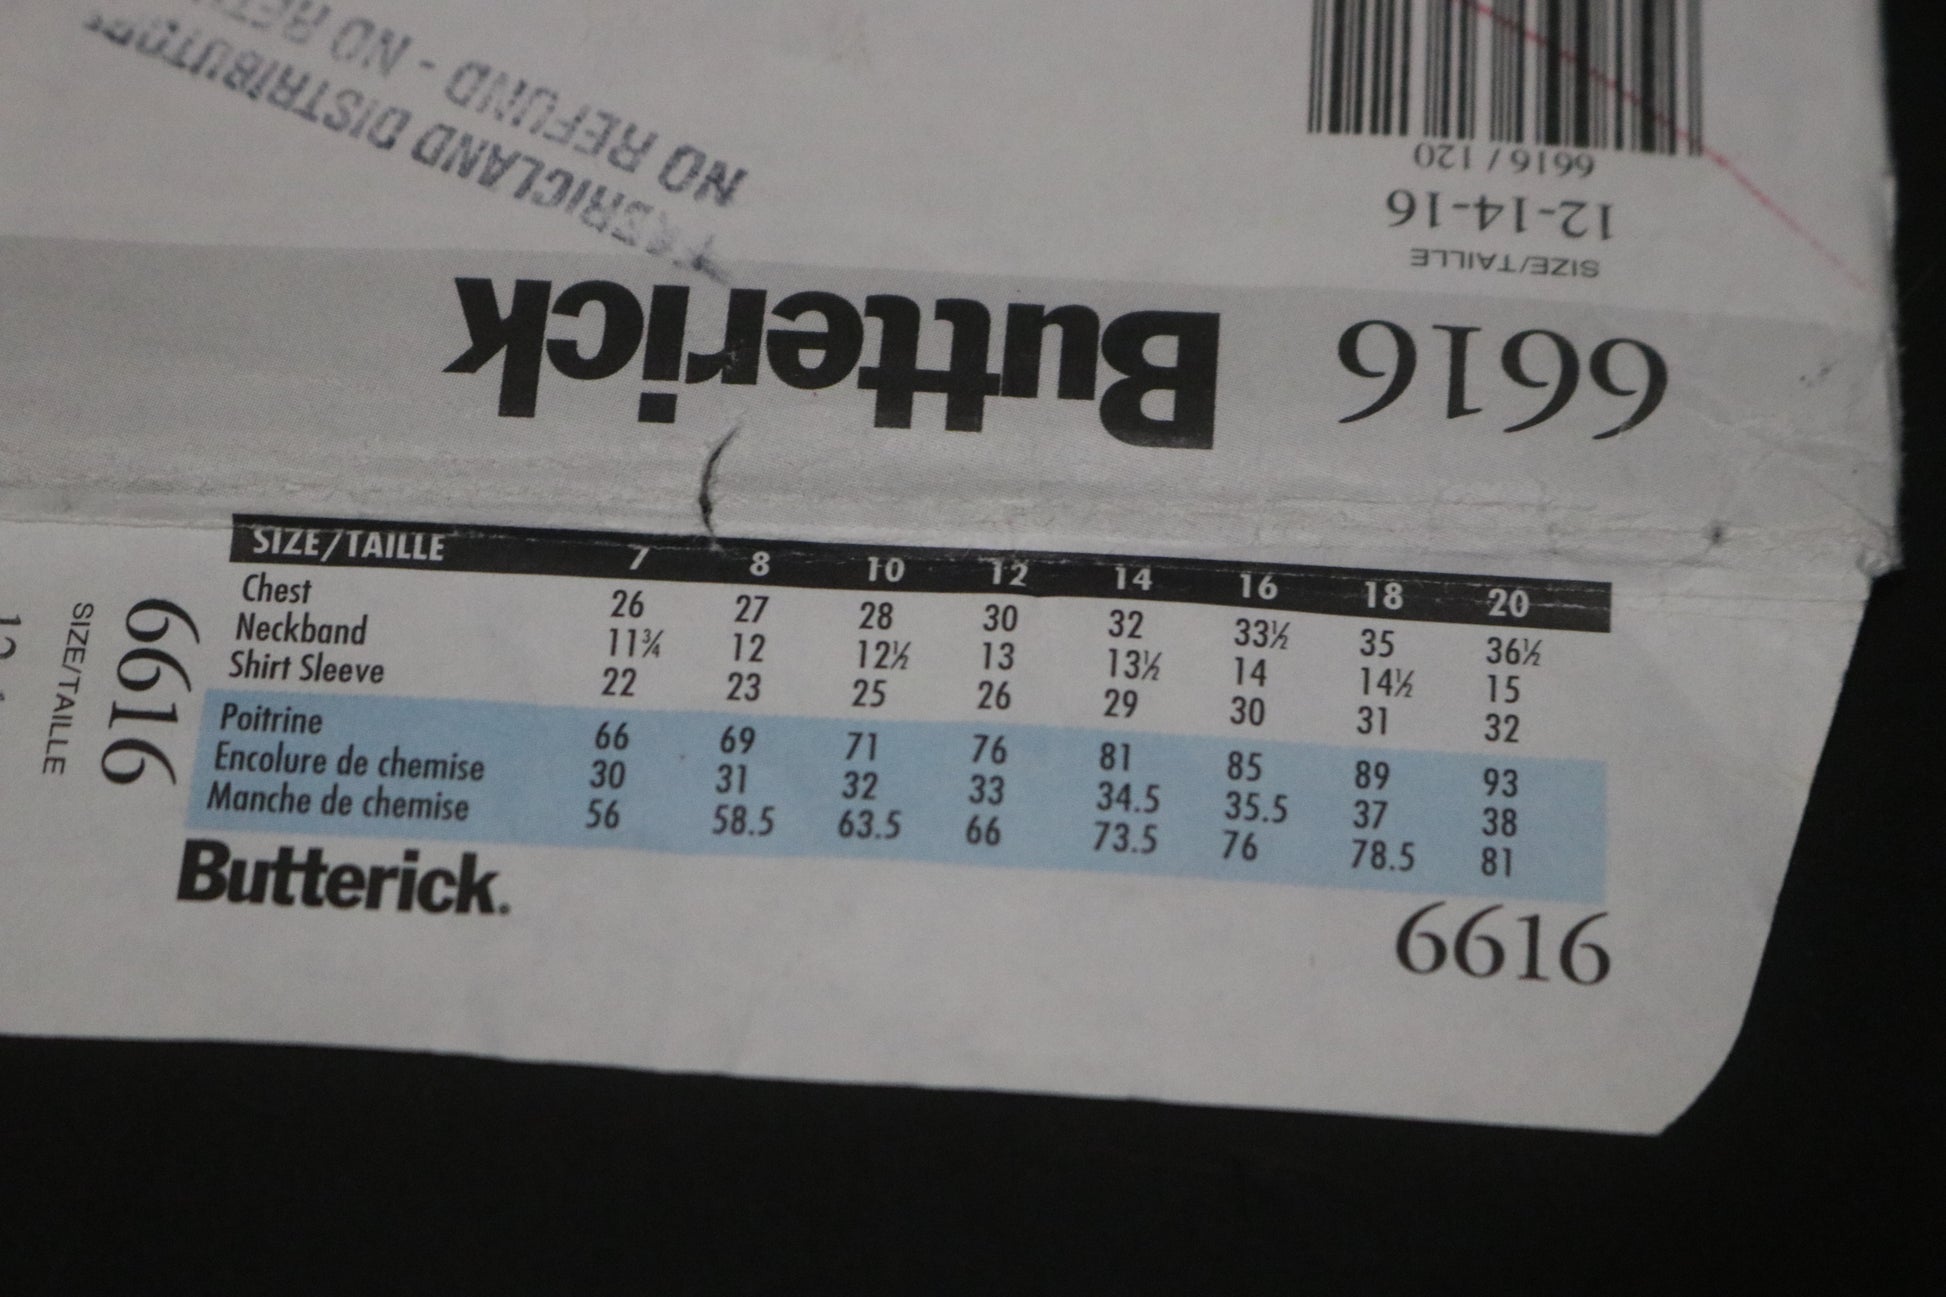 NO REFUND - NO RET
FABRICLAND DISTRIBUTORS
6616 / 120
12-14-16
SIZE/TAILLE
6616 Butterick
SIZE/TAILLE 7 8 10 12 14 16 18 20
Chest 26 27 28 30 32 33½ 35 36½
Neckband 11¾ 12 12½ 13 13½ 14 14½ 15
Shirt Sleeve 22 23 25 26 29 30 31 32
Poitrine 66 69 71 76 81 85 89 93
Encolure de chemise 30 31 32 33 34.5 35.5 37 38
Manche de chemise 56 58.5 63.5 66 73.5 76 78.5 81
Butterick.
6616
6616
SIZE/TAILLE